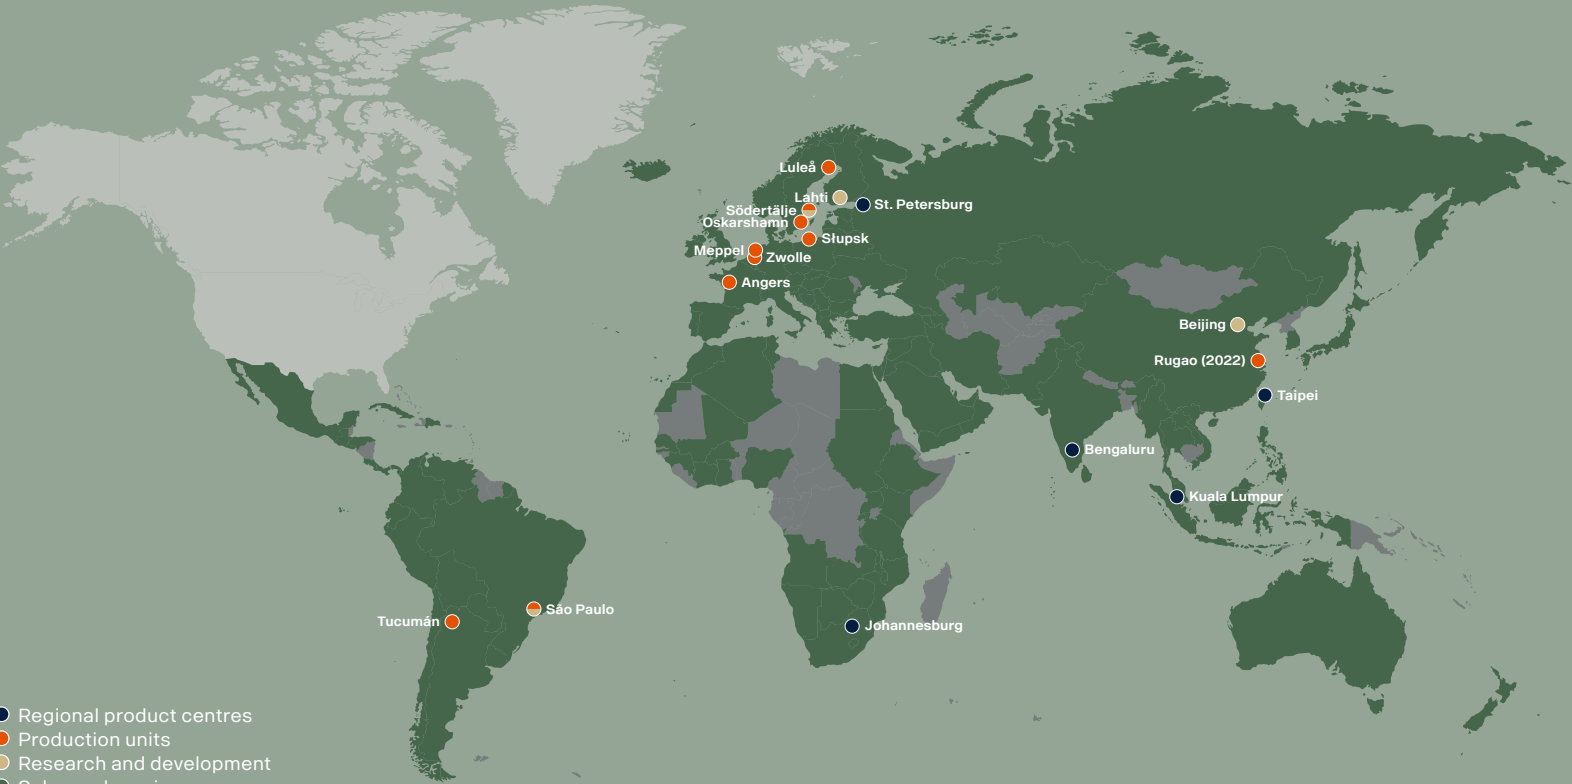 Luleå
Lahti
St. Petersburg
Södertälje
Oskarshamn
Słupsk
Meppel
Zwolle
Angers
Beijing
Rugao (2022)
Taipei
Bengaluru
Kuala Lumpur
São Paulo
Tucumán
Johannesburg
Regional product centres
Production units
Research and development